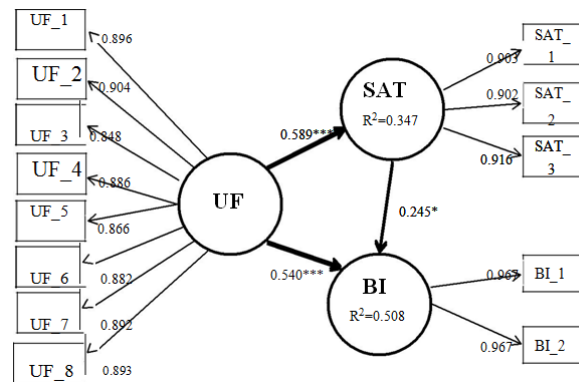 UF_1
0.896
UF_2
0.904
UF_3
0.848
UF_4
0.886
UF_5
0.866
UF_6
0.882
UF_7
0.892
UF_8
0.893
UF
0.589***
0.540***
SAT
R²=0.347
0.245*
BI
R²=0.508
0.903
SAT_
1
0.902
SAT_
2
0.916
SAT_
3
0.967
BI_1
0.967
BI_2